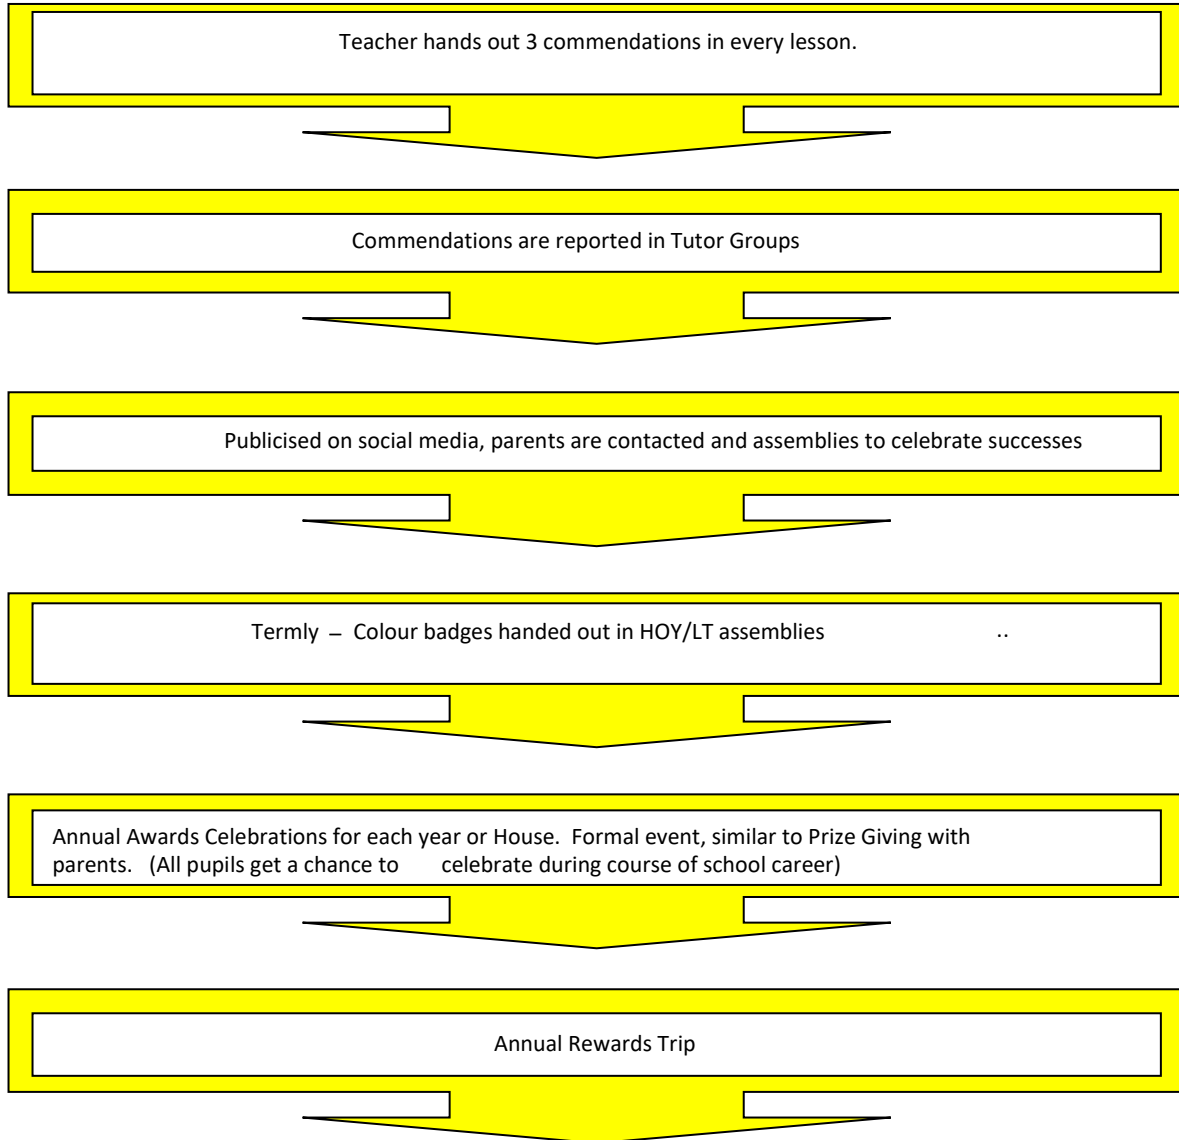 Teacher hands out 3 commendations in every lesson.
Commendations are reported in Tutor Groups
Publicised on social media, parents are contacted and assemblies to celebrate successes
Termly – Colour badges handed out in HOY/LT assemblies ..
Annual Awards Celebrations for each year or House. Formal event, similar to Prize Giving with
parents. (All pupils get a chance to celebrate during course of school career)
Annual Rewards Trip